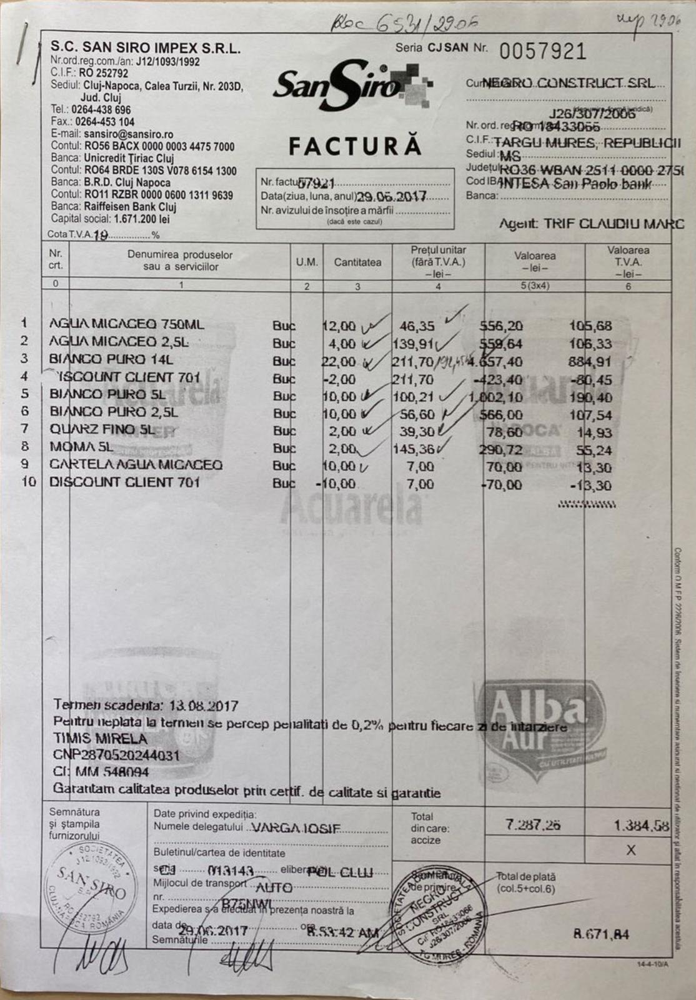 Rec 6531/29.06
29.06
S.C. SAN SIRO IMPEX S.R.L.
Nr.ord.reg.com./an: J12/1093/1992
C.I.F.: RO 252792
Sediul: Cluj-Napoca, Calea Turzii, Nr. 203D,
Jud. Cluj
Tel.: 0264-438 696
Fax.: 0264-453 104
E-mail: sansiro@sansiro.ro
Contul: RO56 BACX 0000 0003 4475 7000
Banca: Unicredit Ţiriac Cluj
Contul: RO64 BRDE 130S V078 6154 1300
Banca: B.R.D. Cluj Napoca
Contul: RO11 RZBR 0000 0600 1311 9639
Banca: Raiffeisen Bank Cluj
Capital social: 1.671.200 lei
Cota T.V.A. 19 %
SanSiro®
FACTURĂ
Nr. factu 57921
Data(ziua, luna, anul) 29.06.2017
Nr. avizului de însoţire a mărfii
(dacă este cazul)
Seria CJSAN Nr. 0057921
NEGRO CONSTRUCT SRL
J26/307/2006
Nr. ord. reg. RO 18433066
C.I.F.: TARGU MURES, REPUBLICII
Sediul: MS
Judeţul RO36 WBAN 2511 0000 275
Cod IBAN INTESA San Paolo bank
Banca:
Agent: TRIF CLAUDIU MARC
Nr. crt. Denumirea produselor sau a serviciilor U.M. Cantitatea Preţul unitar (fără T.V.A.) –lei– Valoarea –lei– Valoarea T.V.A. –lei–
0 1 2 3 4 5 (3x4) 6
1 AGUA MICACEO 750ML Buc 12,00 46,35 556,20 105,68
2 AGUA MICACEO 2,5L Buc 4,00 139,91 559,64 106,33
3 BIANCO PURO 14L Buc 22,00 211,70 4.657,40 884,91
4 DISCOUNT CLIENT 701 Buc -2,00 211,70 -423,40 -80,45
5 BIANCO PURO 5L Buc 10,00 100,21 1.002,10 190,40
6 BIANCO PURO 2,5L Buc 10,00 56,60 566,00 107,54
7 QUARZ FINO 5L Buc 2,00 39,30 78,60 14,93
8 MOMA 5L Buc 2,00 145,36 290,72 55,24
9 CARTELA AGUA MICACEO Buc 10,00 7,00 70,00 13,30
10 DISCOUNT CLIENT 701 Buc -10,00 7,00 -70,00 -13,30
Acuarela
Alba
Aur
Termen scadenta: 13.08.2017
Pentru neplata la termen se percep penalitati de 0,2% pentru fiecare zi de intarziere
TIMIS MIRELA
CNP2870520244031
CI: MM 548094
Garantam calitatea produselor prin certif. de calitate si garantie
Conform O.M.F.P. 2226/2006. Sistem de înseriere şi numerotare asigurat şi gestionat de utilizator şi aflat în responsabilitatea acestuia.
Semnătura
şi ştampila
furnizorului
SOCIETATEA
J12/1093/1992
SAN SIRO
S.R.L.
RO 252792
CLUJ-NAPOCA ROMANIA
Date privind expediţia:
Numele delegatului VARGA IOSIF
Buletinul/cartea de identitate
seria CJ 013143 eliberat(ă) POL CLUJ
Mijlocul de transport AUTO
nr. B75NWL
Expedierea s-a efectuat în prezenţa noastră la
data de 29.06.2017 ora 8:53:42 AM
Semnăturile
Total
din care:
accize
7.287,26 1.384,58
X
Semnătura
de primire
SOCIETATEA COMERCIALA
NEGRO
CONSTRUCT
SRL
C.I.F. RO18433066
J26/307/2006
TG MURES - ROMANIA
Total de plată
(col.5+col.6)
8.671,84
14-4-10/A